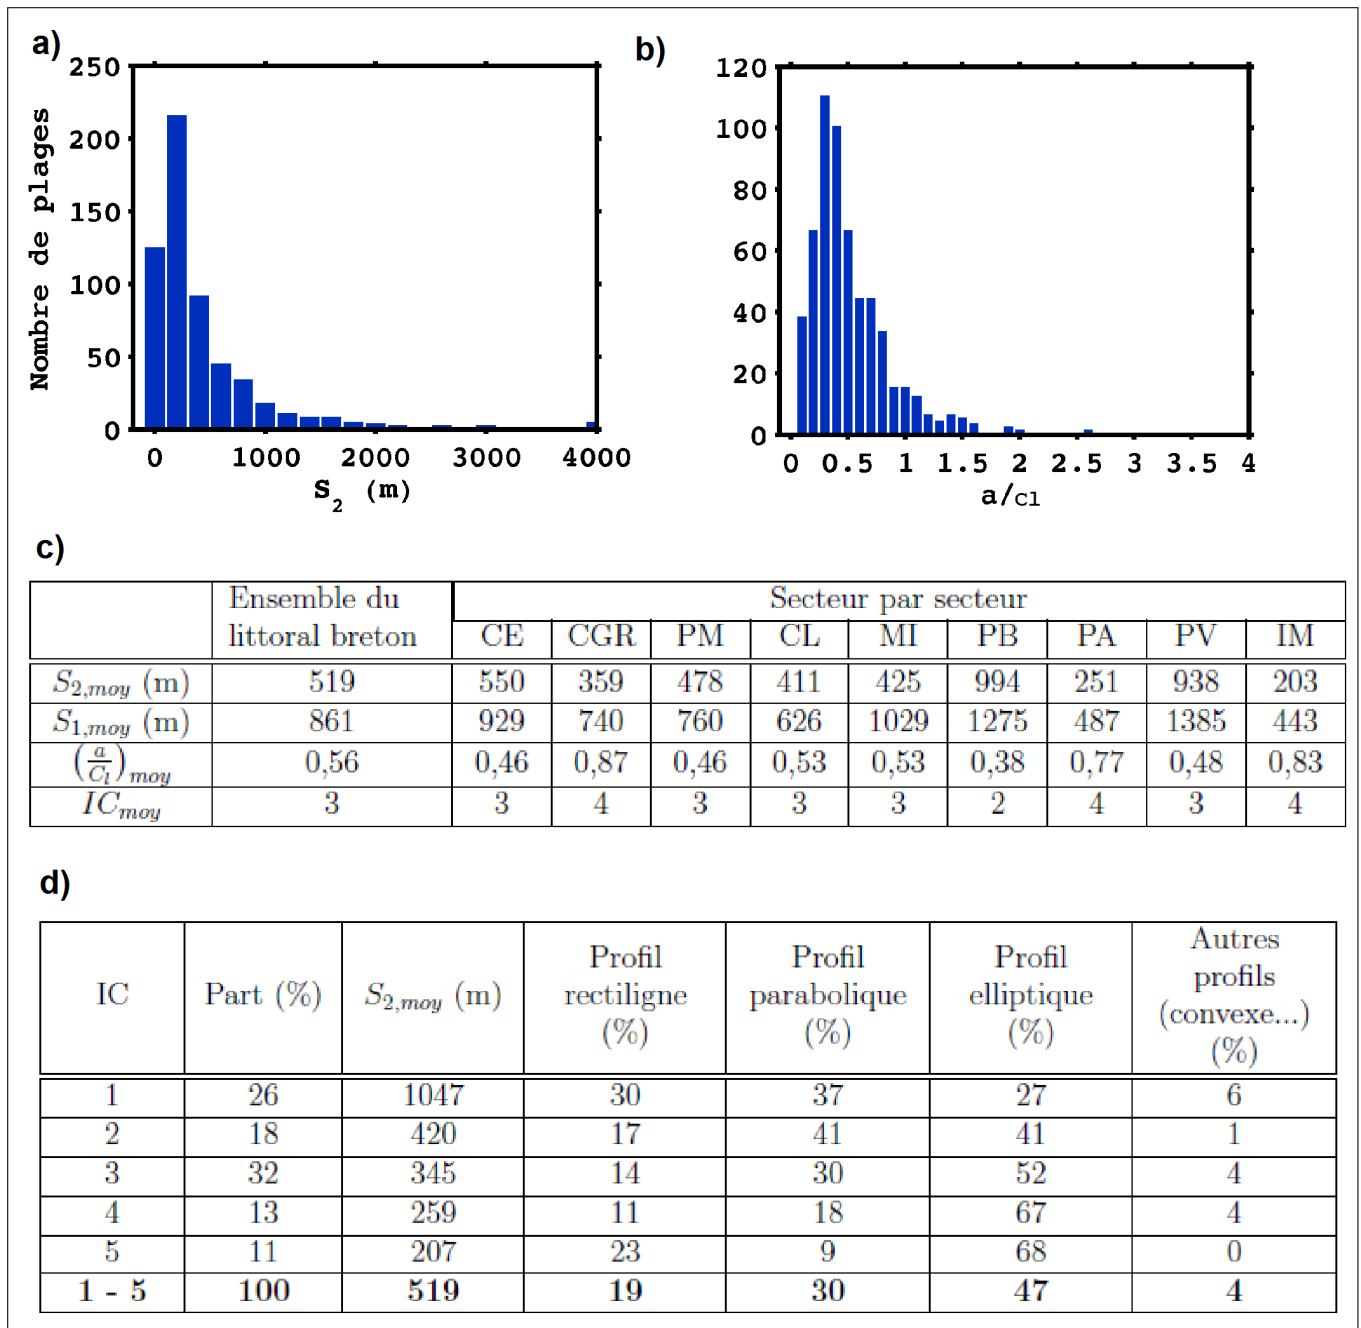 a)
250
200
150
100
50
0
Nombre de plages
0 1000 2000 3000 4000
S2 (m)
b)
120
100
80
60
40
20
0
0 0.5 1 1.5 2 2.5 3 3.5 4
a/Cl
c)
Ensemble du littoral breton Secteur par secteur
CE CGR PM CL MI PB PA PV IM
S2,moy (m) 519 550 359 478 411 425 994 251 938 203
S1,moy (m) 861 929 740 760 626 1029 1275 487 1385 443
(a/Cl)moy 0,56 0,46 0,87 0,46 0,53 0,53 0,38 0,77 0,48 0,83
ICmoy 3 3 4 3 3 3 2 4 3 4
d)
IC Part (%) S2,moy (m) Profil rectiligne (%) Profil parabolique (%) Profil elliptique (%) Autres profils (convexe...) (%)
1 26 1047 30 37 27 6
2 18 420 17 41 41 1
3 32 345 14 30 52 4
4 13 259 11 18 67 4
5 11 207 23 9 68 0
1 - 5 100 519 19 30 47 4